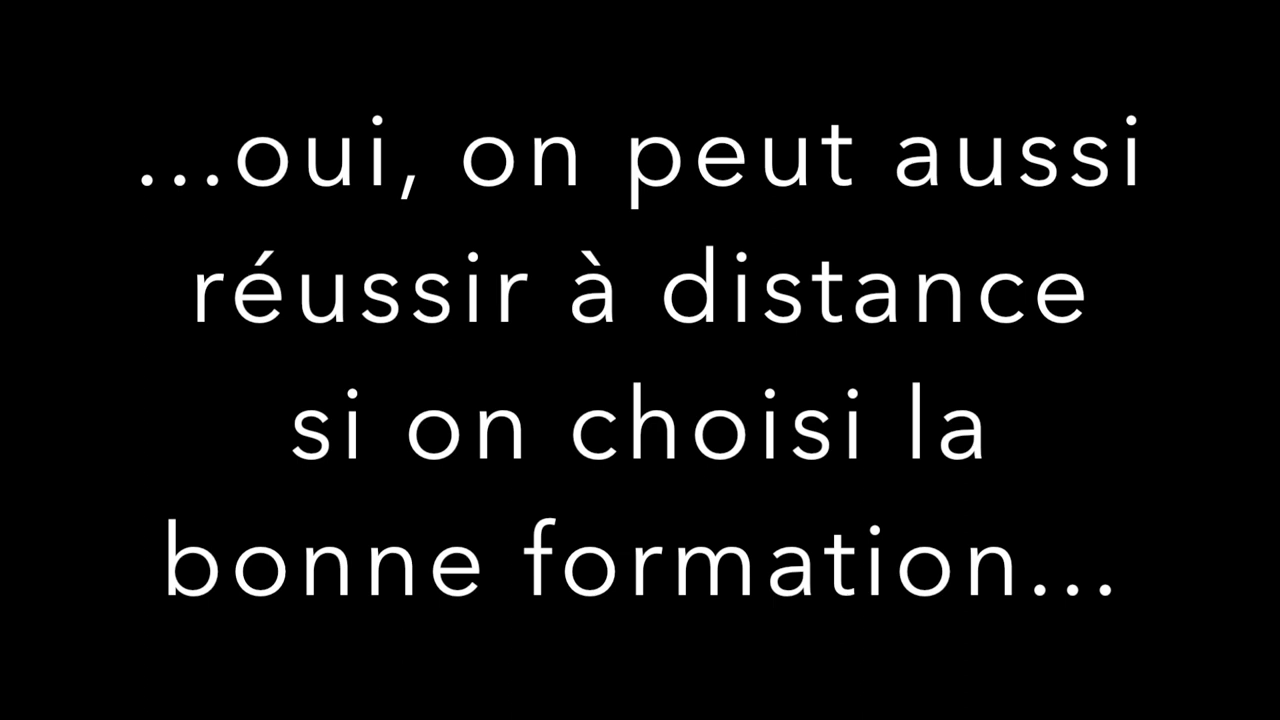 ...oui, on peut aussi
réussir à distance
si on choisi la
bonne formation...